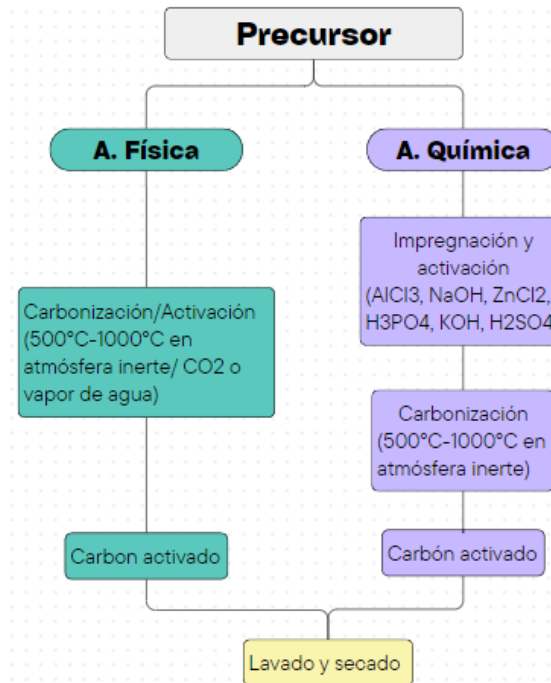 Precursor
A. Física
A. Química
Impregnación y
activación
(AlCl3, NaOH, ZnCl2,
H3PO4, KOH, H2SO4
Carbonización/Activación
(500°C-1000°C en
atmósfera inerte/ CO2 o
vapor de agua)
Carbonización
(500°C-1000°C en
atmósfera inerte)
Carbon activado
Carbón activado
Lavado y secado